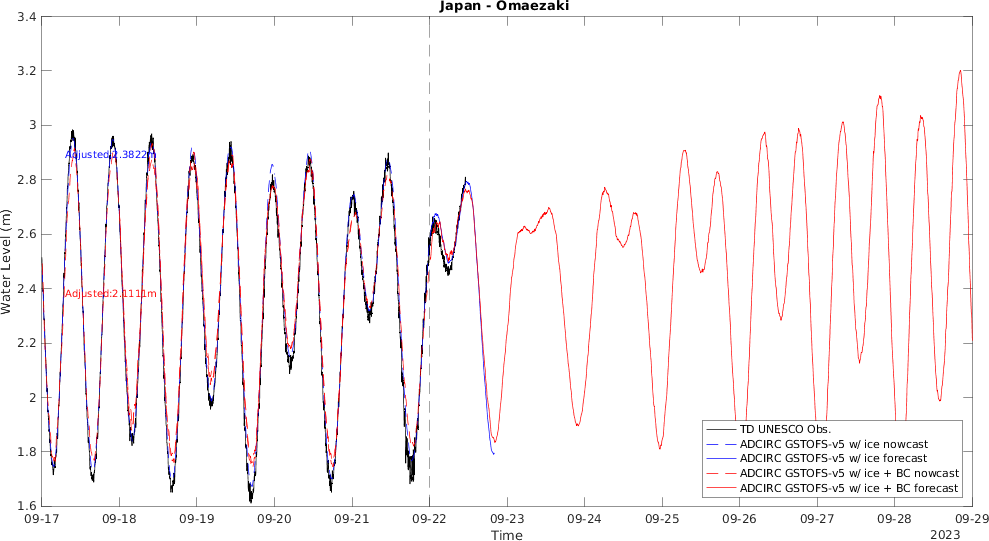 Japan - Omaezaki
3.4
3.2
3
2.8
2.6
2.4
2.2
2
1.8
1.6
Water Level (m)
Adjusted:2.3822m
Adjusted:2.1111m
TD UNESCO Obs.
ADCIRC GSTOFS-v5 w/ ice nowcast
ADCIRC GSTOFS-v5 w/ ice forecast
ADCIRC GSTOFS-v5 w/ ice + BC nowcast
ADCIRC GSTOFS-v5 w/ ice + BC forecast
09-17 09-18 09-19 09-20 09-21 09-22 09-23 09-24 09-25 09-26 09-27 09-28 09-29
Time
2023